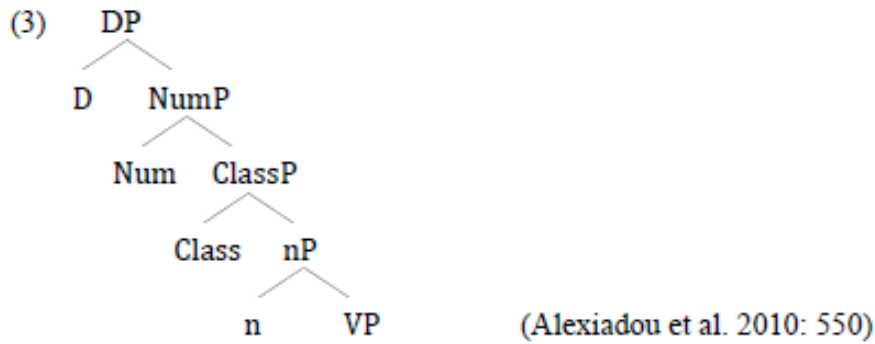 (3) DP
D NumP
Num ClassP
Class nP
n VP (Alexiadou et al. 2010: 550)